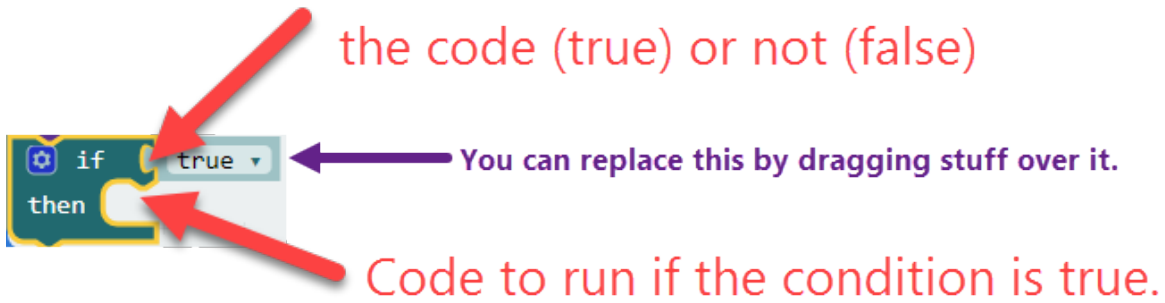 the code (true) or not (false)
if true
You can replace this by dragging stuff over it.
then
Code to run if the condition is true.